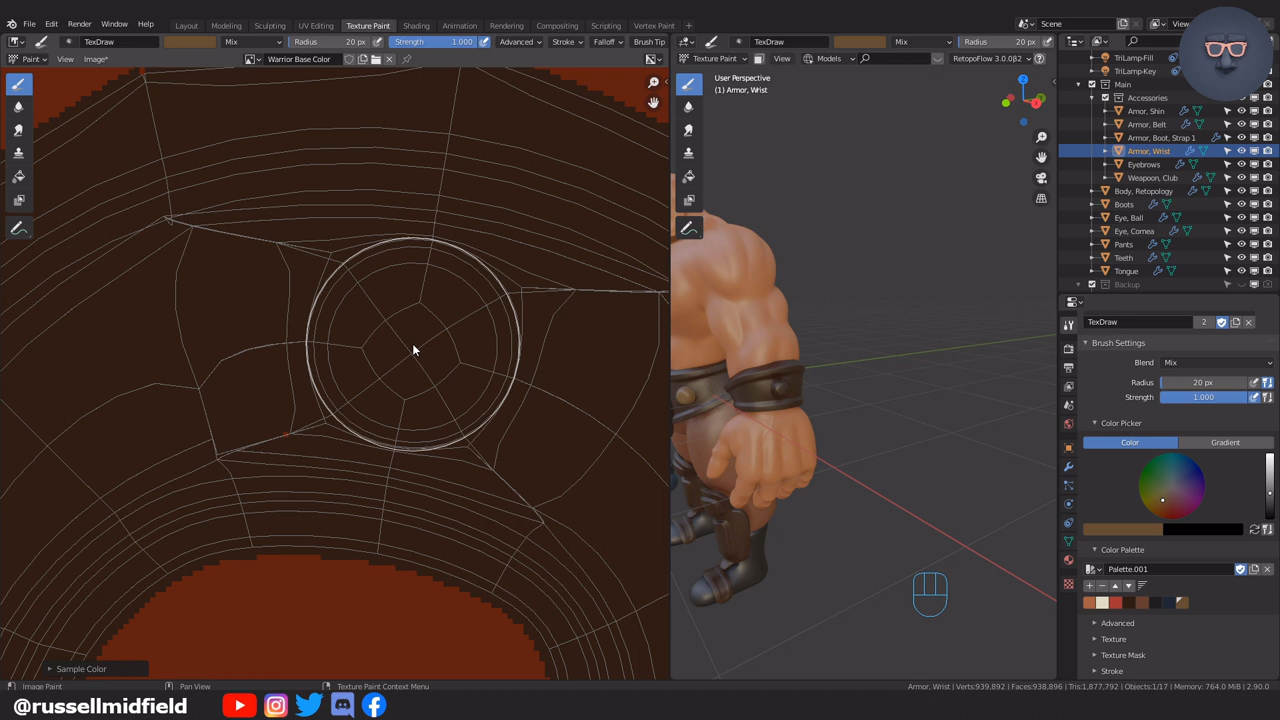 File Edit Render Window Help Layout Modeling Sculpting UV Editing Texture Paint Shading Animation Rendering Compositing Scripting Vertex Paint + Scene
TexDraw Mix Radius 20 px Strength 1.000 Advanced Stroke Falloff Brush Tip TexDraw Mix Radius 20 px
Paint View Image* Warrior Base Color Texture Paint View Models RetopoFlow 3.0.0β2
User Perspective
(1) Armor, Wrist
Z
TriLamp-Fill
TriLamp-Key
Main
Accessories
Armor, Shin
Armor, Belt
Armor, Boot, Strap 1
Armor, Wrist
Eyebrows
Weapon, Club
Body, Retopology
Boots
Eye, Ball
Eye, Cornea
Pants
Teeth
Tongue
Backup
TexDraw 2
Brush Settings
Blend Mix
Radius 20 px
Strength 1.000
Color Picker
Color Gradient
Color Palette
Palette.001
Advanced
Texture
Texture Mask
Stroke
Sample Color
Image Paint Pan View Texture Paint Context Menu Armor, Wrist | Verts:939,892 | Faces:938,896 | Tris:1,877,792 | Objects:1/17 | Memory: 764.0 MiB | 2.90.0
@russellmidfield